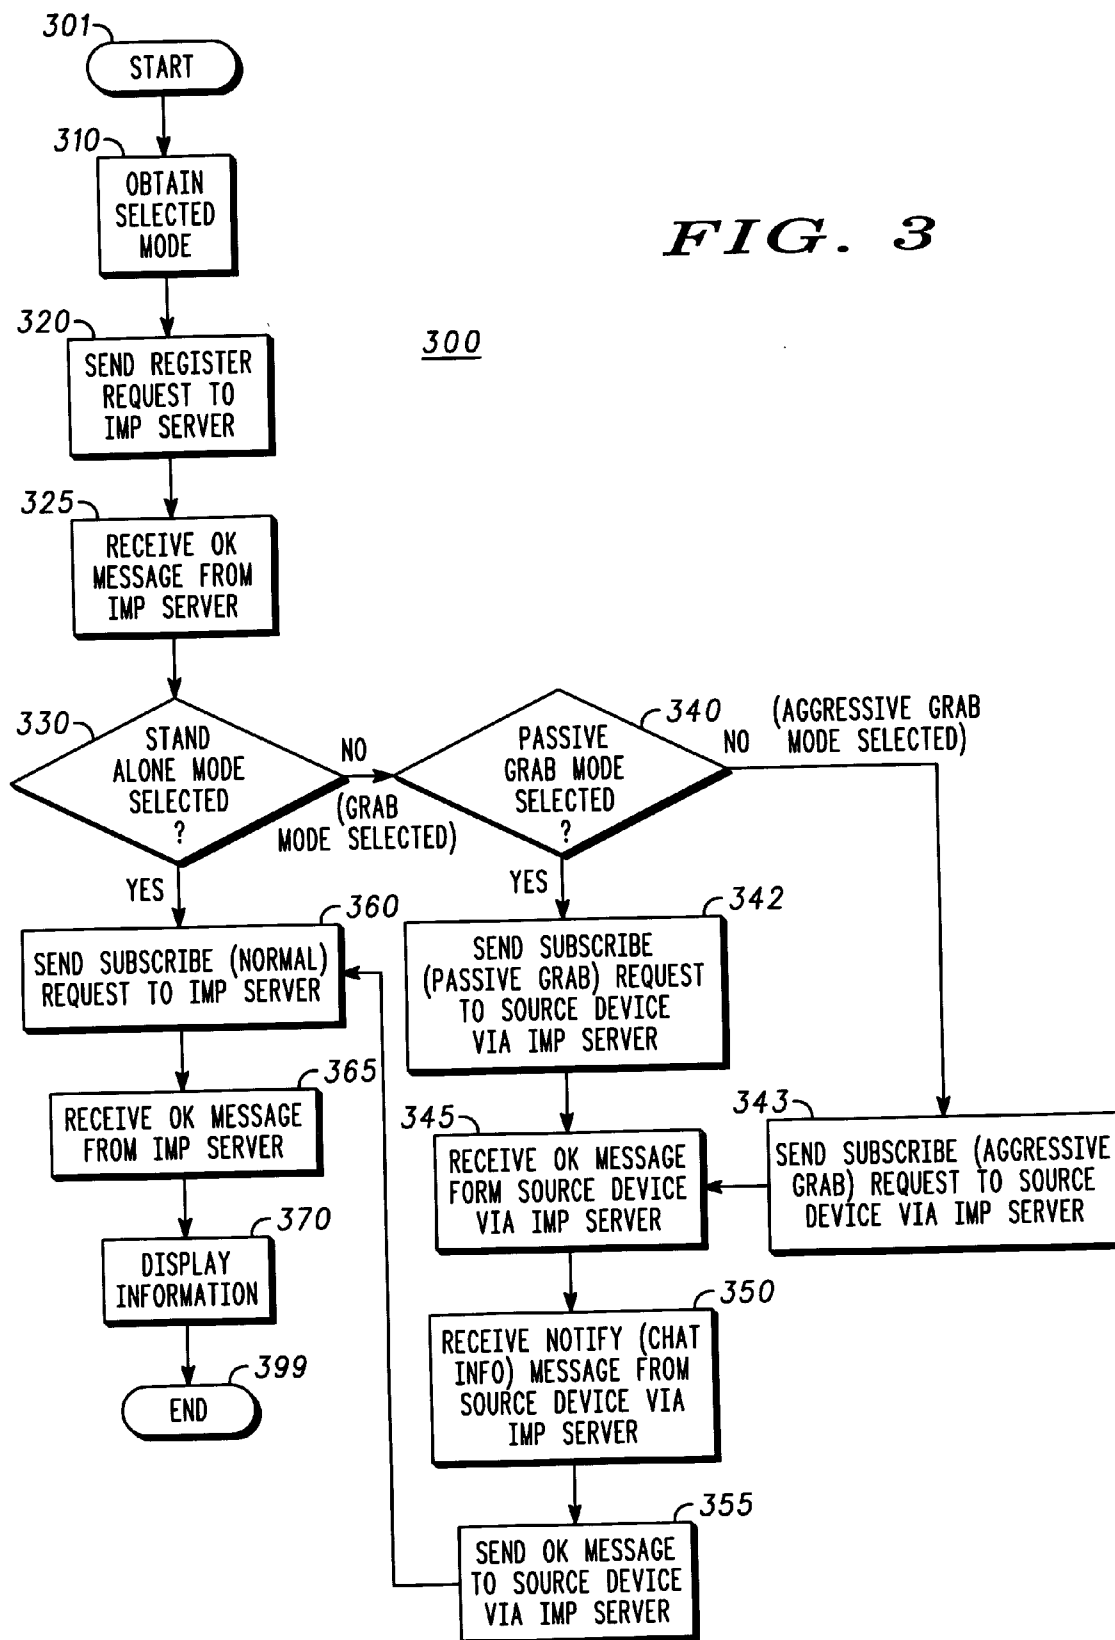 301
START
310
OBTAIN
SELECTED
MODE
FIG. 3
320
300
SEND REGISTER
REQUEST TO
IMP SERVER
325
RECEIVE OK
MESSAGE FROM
IMP SERVER
330
STAND
ALONE MODE
SELECTED
?
NO
(GRAB
MODE SELECTED)
YES
340
PASSIVE
GRAB MODE
SELECTED
?
NO
(AGGRESSIVE GRAB
MODE SELECTED)
YES
360
SEND SUBSCRIBE (NORMAL)
REQUEST TO IMP SERVER
342
SEND SUBSCRIBE
(PASSIVE GRAB) REQUEST
TO SOURCE DEVICE
VIA IMP SERVER
365
RECEIVE OK MESSAGE
FROM IMP SERVER
345
RECEIVE OK MESSAGE
FORM SOURCE DEVICE
VIA IMP SERVER
343
SEND SUBSCRIBE (AGGRESSIVE
GRAB) REQUEST TO SOURCE
DEVICE VIA IMP SERVER
370
DISPLAY
INFORMATION
350
RECEIVE NOTIFY (CHAT
INFO) MESSAGE FROM
SOURCE DEVICE VIA
IMP SERVER
399
END
355
SEND OK MESSAGE
TO SOURCE DEVICE
VIA IMP SERVER